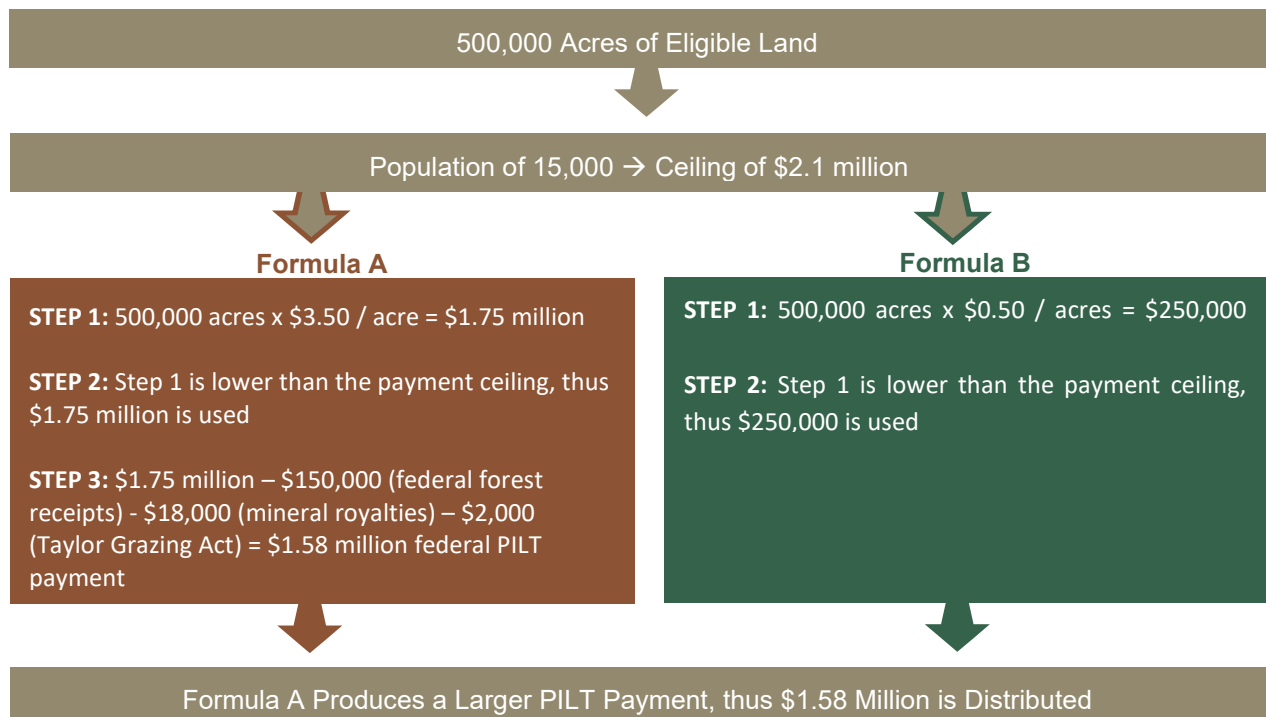 500,000 Acres of Eligible Land
Population of 15,000 → Ceiling of $2.1 million
Formula A
STEP 1: 500,000 acres x $3.50 / acre = $1.75 million
STEP 2: Step 1 is lower than the payment ceiling, thus
$1.75 million is used
STEP 3: $1.75 million – $150,000 (federal forest
receipts) - $18,000 (mineral royalties) – $2,000
(Taylor Grazing Act) = $1.58 million federal PILT
payment
Formula B
STEP 1: 500,000 acres x $0.50 / acres = $250,000
STEP 2: Step 1 is lower than the payment ceiling,
thus $250,000 is used
Formula A Produces a Larger PILT Payment, thus $1.58 Million is Distributed